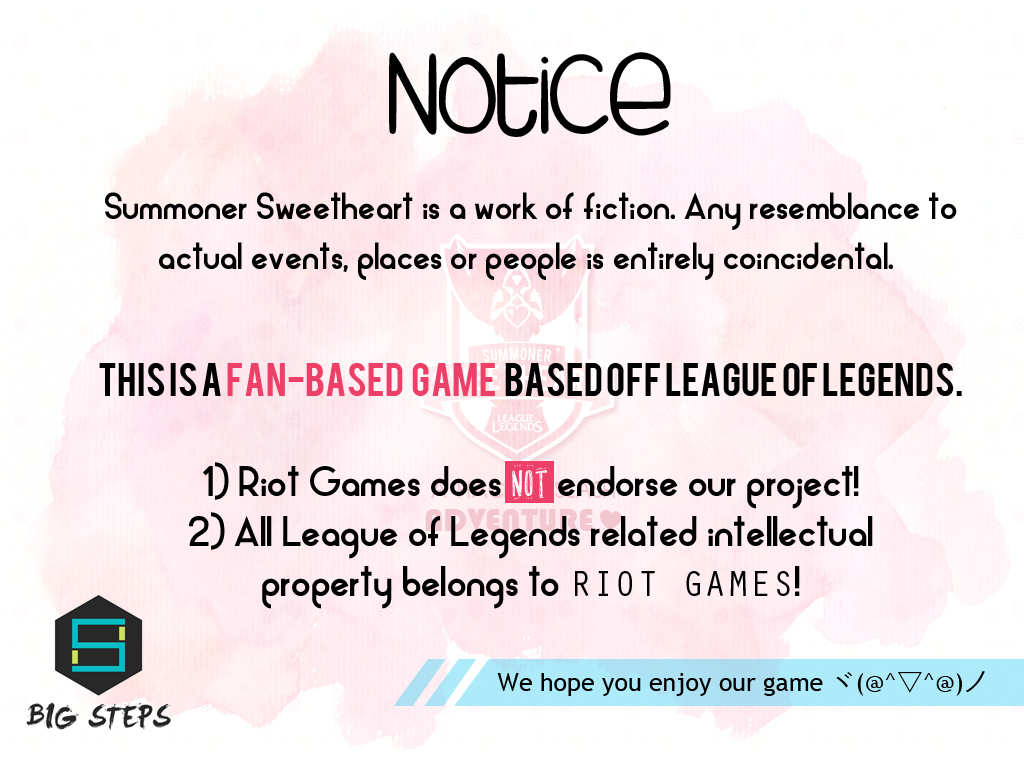 Notice
Summoner Sweetheart is a work of fiction. Any resemblance to
actual events, places or people is entirely coincidental.
SUMMONER
THIS IS A FAN-BASED GAME BASED OFF LEAGUE OF LEGENDS.
LEAGUE OF
LEGENDS
1) Riot Games does NOT endorse our project!
ADVENTURE
2) All League of Legends related intellectual
property belongs to RIOT GAMES!
S
BIG STEPS
We hope you enjoy our game ヾ(@^▽^@)ノ